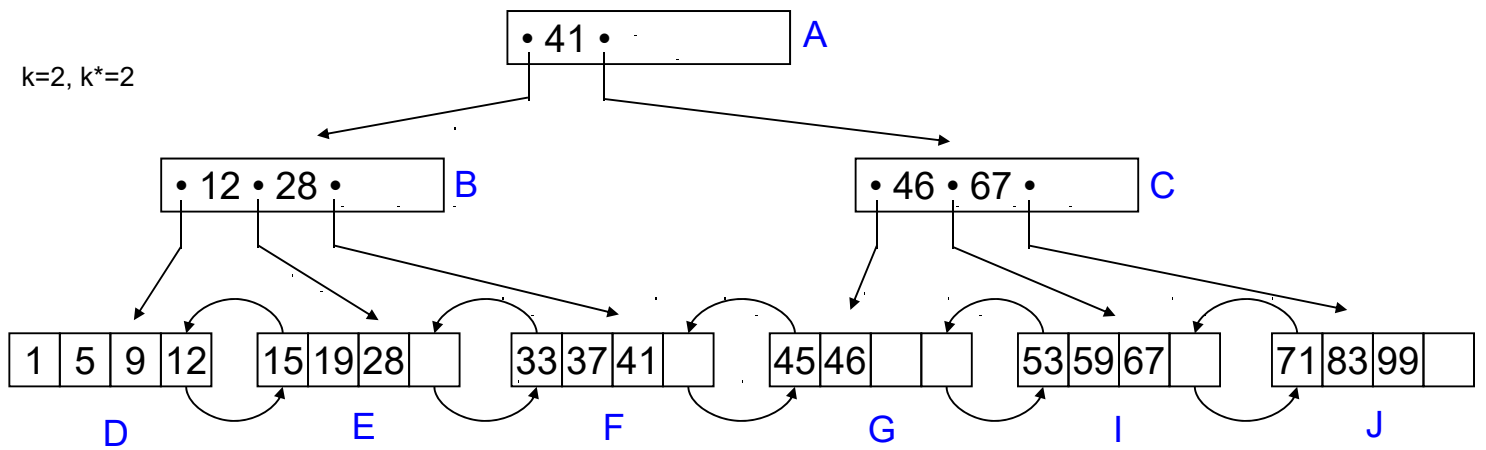 • 41 • A
k=2, k*=2
• 12 • 28 • B
• 46 • 67 • C
1 5 9 12
15 19 28
33 37 41
45 46
53 59 67
71 83 99
D E F G I J